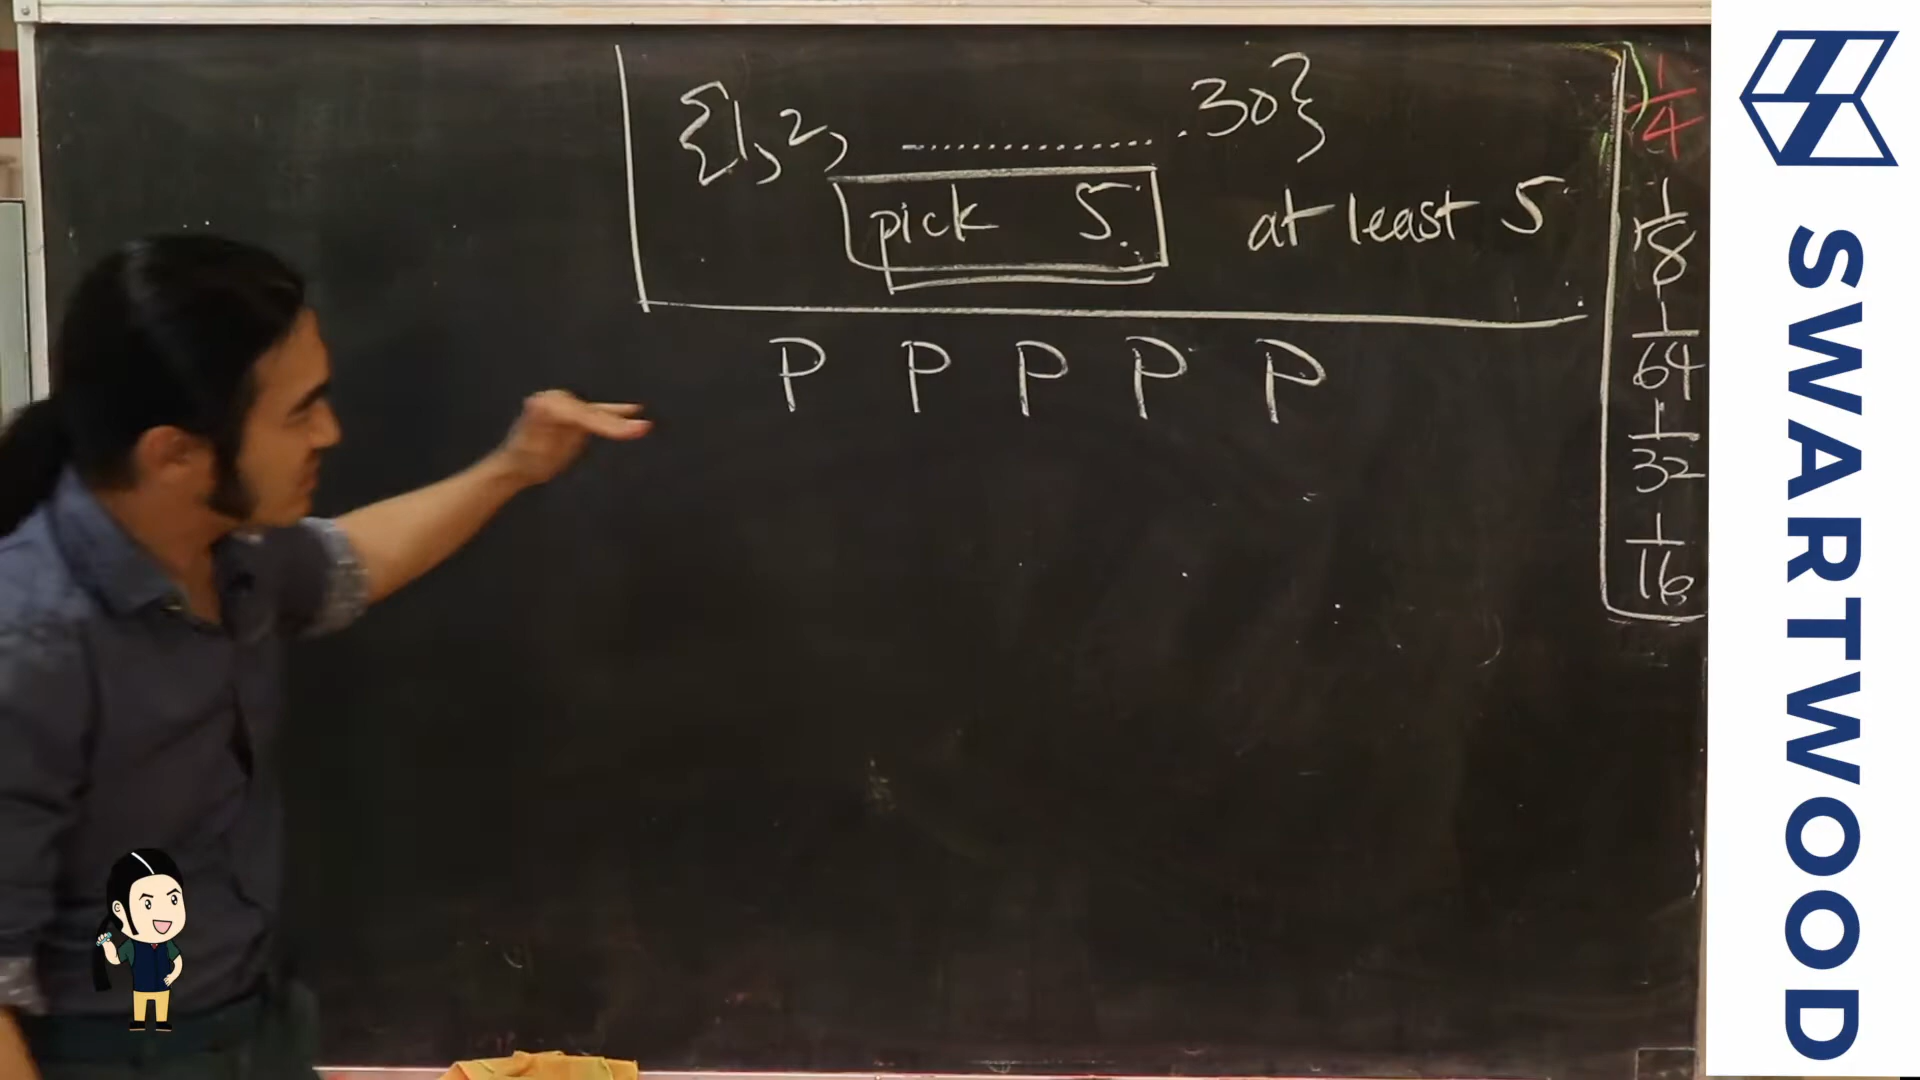 {1, 2, .............. 30}
pick 5. at least 5
P P P P P
1/4
1/8
1/64
1/32
1/16
SWARTWOOD